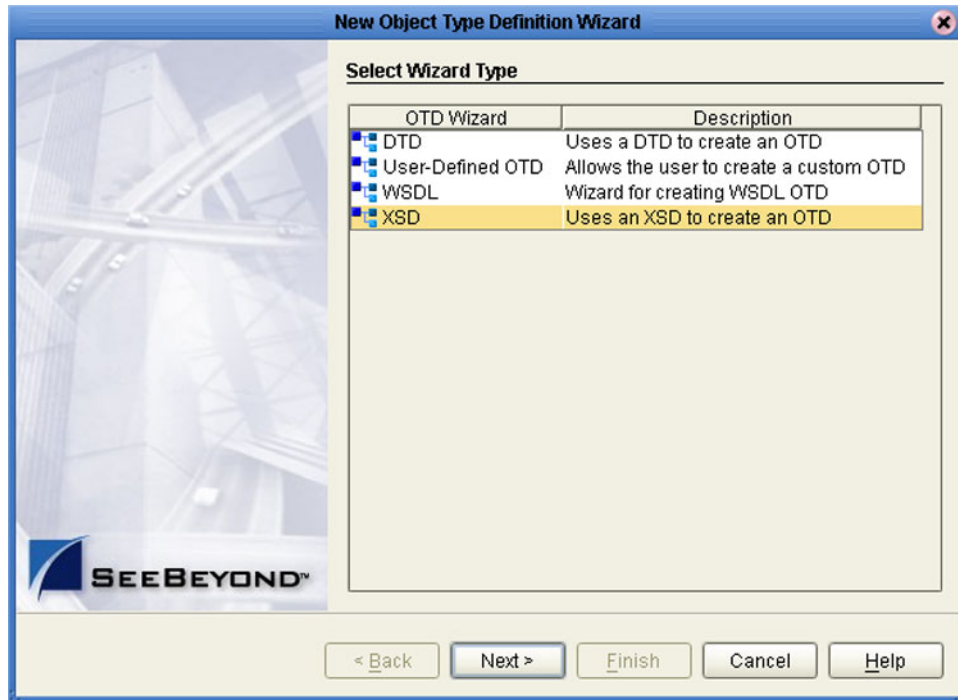 New Object Type Definition Wizard
Select Wizard Type
OTD Wizard Description
DTD Uses a DTD to create an OTD
User-Defined OTD Allows the user to create a custom OTD
WSDL Wizard for creating WSDL OTD
XSD Uses an XSD to create an OTD
SEEBEYOND™
< Back Next > Finish Cancel Help